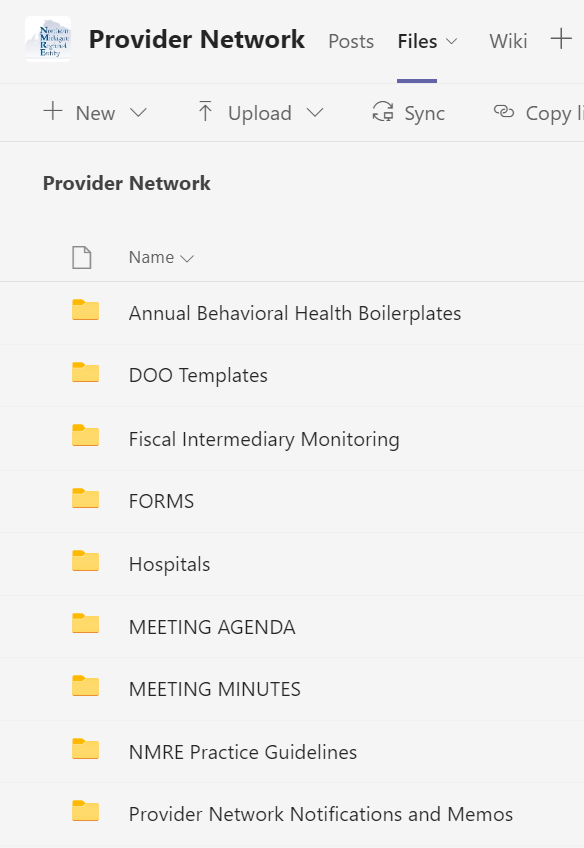 Northern
Michigan
Regional
Entity
Provider Network
Posts
Files
Wiki
New
Upload
Sync
Copy li
Provider Network
Name
Annual Behavioral Health Boilerplates
DOO Templates
Fiscal Intermediary Monitoring
FORMS
Hospitals
MEETING AGENDA
MEETING MINUTES
NMRE Practice Guidelines
Provider Network Notifications and Memos